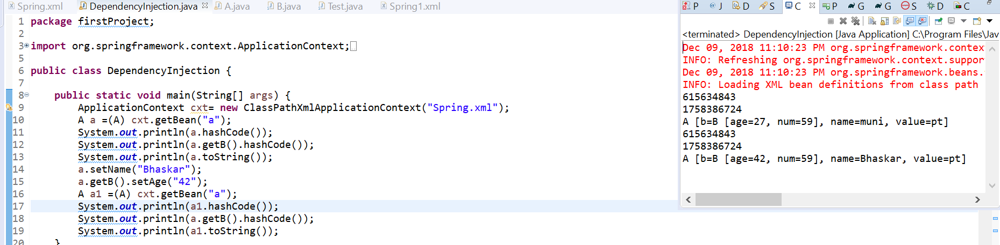 Spring.xml DependencyInjection.java A.java B.java Test.java Spring1.xml
1 package firstProject;
2
3 import org.springframework.context.ApplicationContext;
5
6 public class DependencyInjection {
7
8 public static void main(String[] args) {
9 ApplicationContext cxt= new ClassPathXmlApplicationContext("Spring.xml");
10 A a =(A) cxt.getBean("a");
11 System.out.println(a.hashCode());
12 System.out.println(a.getB().hashCode());
13 System.out.println(a.toString());
14 a.setName("Bhaskar");
15 a.getB().setAge("42");
16 A a1 =(A) cxt.getBean("a");
17 System.out.println(a1.hashCode());
18 System.out.println(a.getB().hashCode());
19 System.out.println(a1.toString());
20 }
P J D S C P G G S D C
<terminated> DependencyInjection [Java Application] C:\Program Files\Jav
Dec 09, 2018 11:10:23 PM org.springframework.contex
INFO: Refreshing org.springframework.context.suppor
Dec 09, 2018 11:10:23 PM org.springframework.beans.
INFO: Loading XML bean definitions from class path
615634843
1758386724
A [b=B [age=27, num=59], name=muni, value=pt]
615634843
1758386724
A [b=B [age=42, num=59], name=Bhaskar, value=pt]